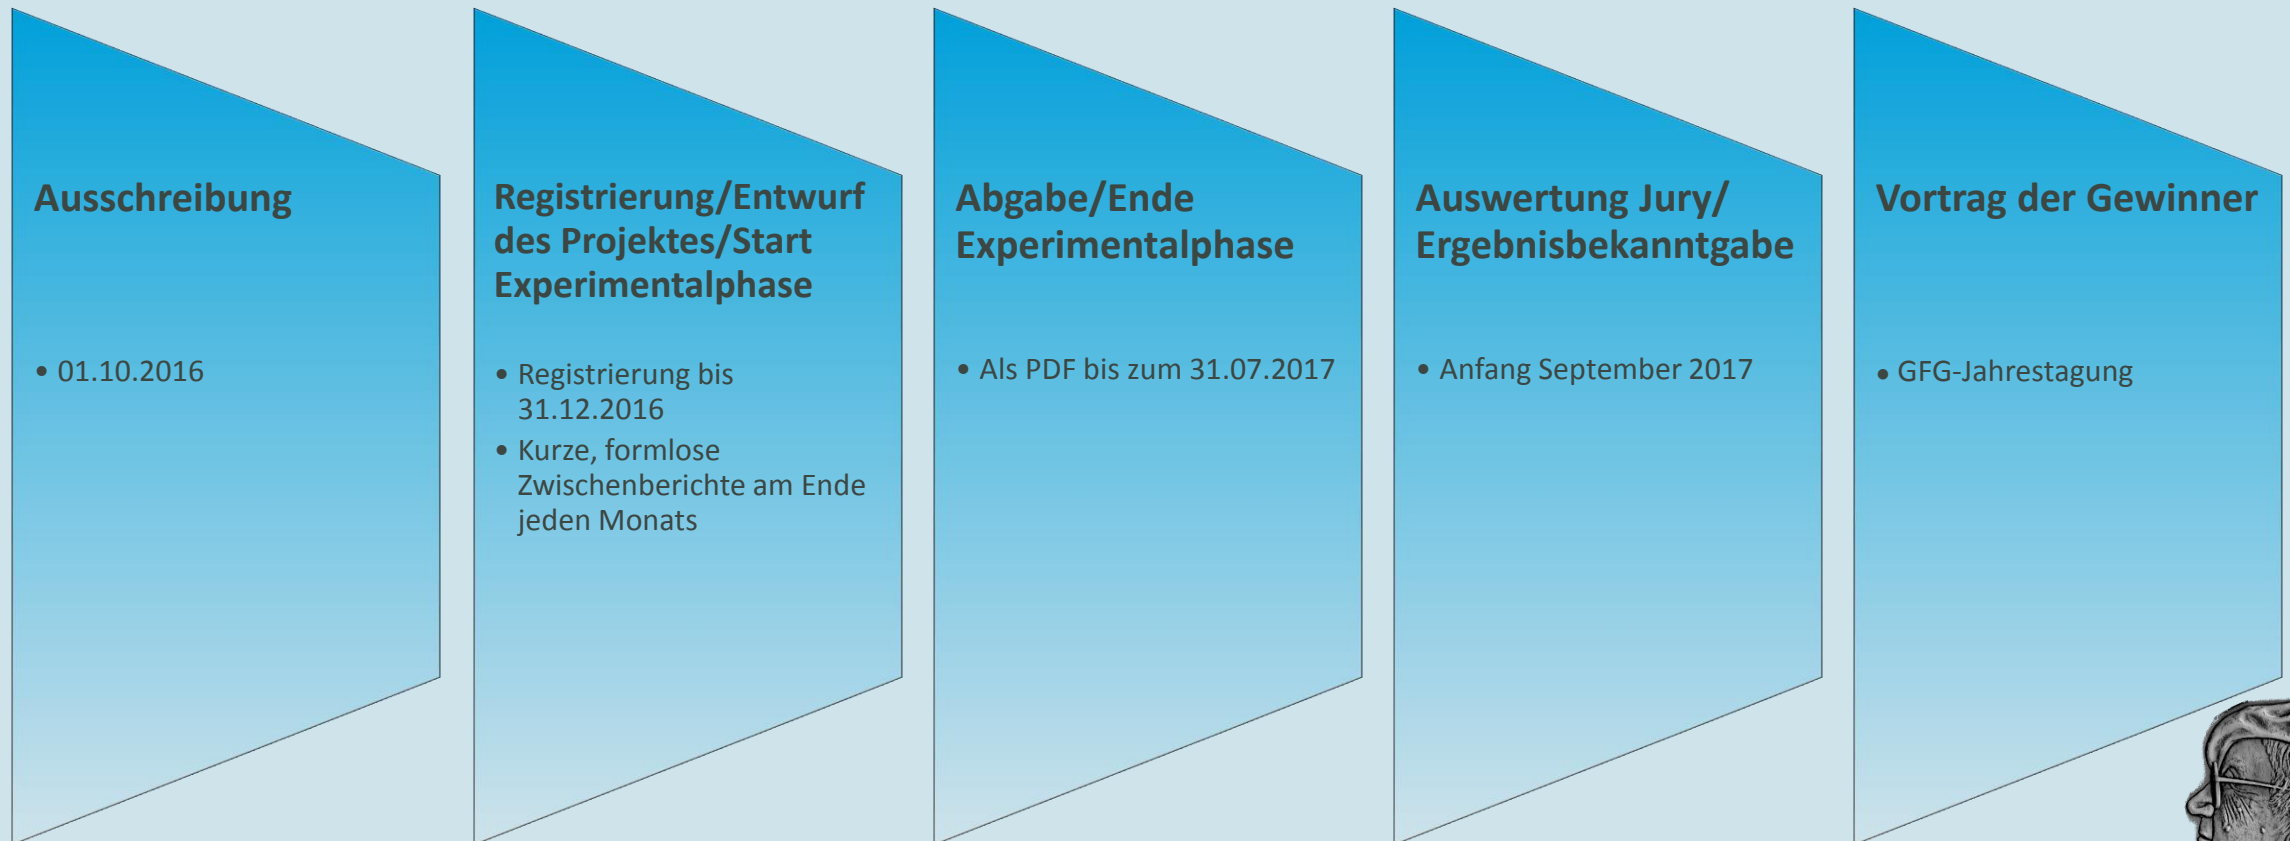 Ausschreibung
• 01.10.2016
Registrierung/Entwurf
des Projektes/Start
Experimentalphase
• Registrierung bis
31.12.2016
• Kurze, formlose
Zwischenberichte am Ende
jeden Monats
Abgabe/Ende
Experimentalphase
• Als PDF bis zum 31.07.2017
Auswertung Jury/
Ergebnisbekanntgabe
• Anfang September 2017
Vortrag der Gewinner
• GFG-Jahrestagung